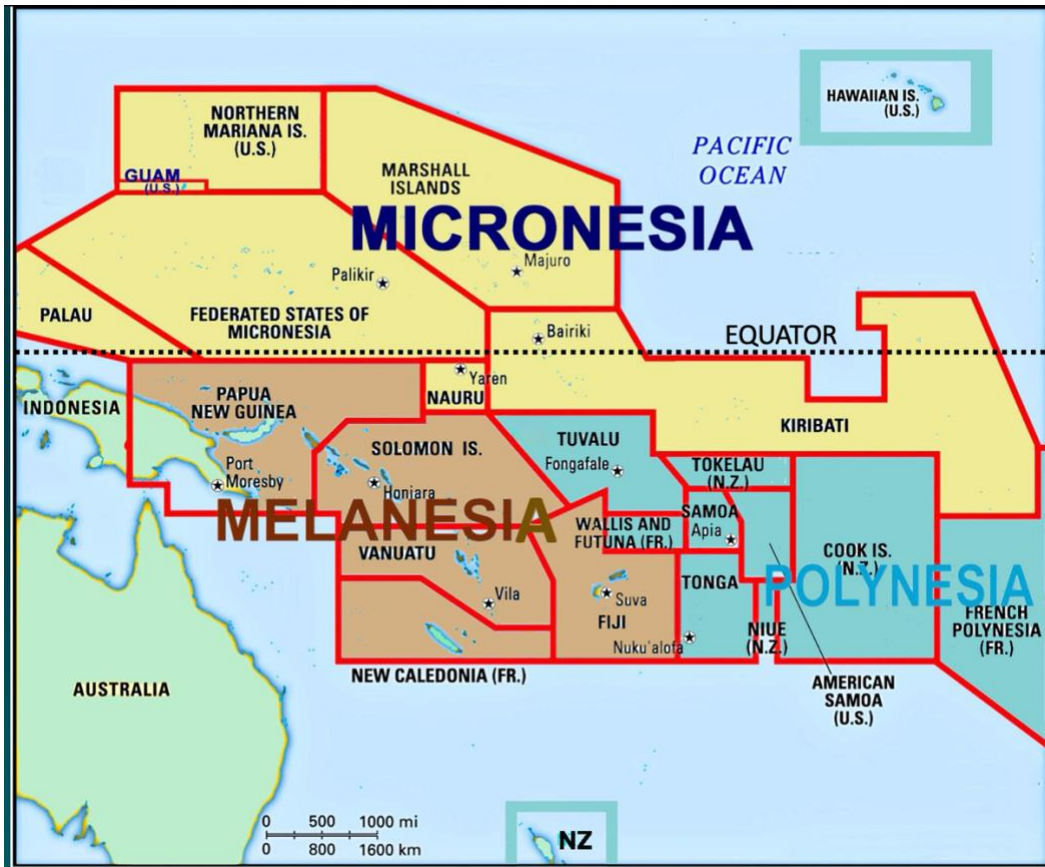 HAWAIIAN IS.
(U.S.)
NORTHERN
MARIANA IS.
(U.S.)
PACIFIC
OCEAN
GUAM
(U.S.)
MARSHALL
ISLANDS
MICRONESIA
Majuro
Palikir
PALAU
FEDERATED STATES OF
MICRONESIA
Bairiki
EQUATOR
Yaren
NAURU
INDONESIA
PAPUA
NEW GUINEA
KIRIBATI
SOLOMON IS.
TUVALU
Fongafale
TOKELAU
(N.Z.)
Port
Moresby
Honiara
MELANESIA
SAMOA
Apia
WALLIS AND
FUTUNA (FR.)
VANUATU
COOK IS.
(N.Z.)
TONGA
POLYNESIA
Vila
Suva
FIJI
FRENCH
POLYNESIA
(FR.)
Nuku'alofa
NIUE
(N.Z.)
NEW CALEDONIA (FR.)
AUSTRALIA
AMERICAN
SAMOA
(U.S.)
0 500 1000 mi
0 800 1600 km
NZ